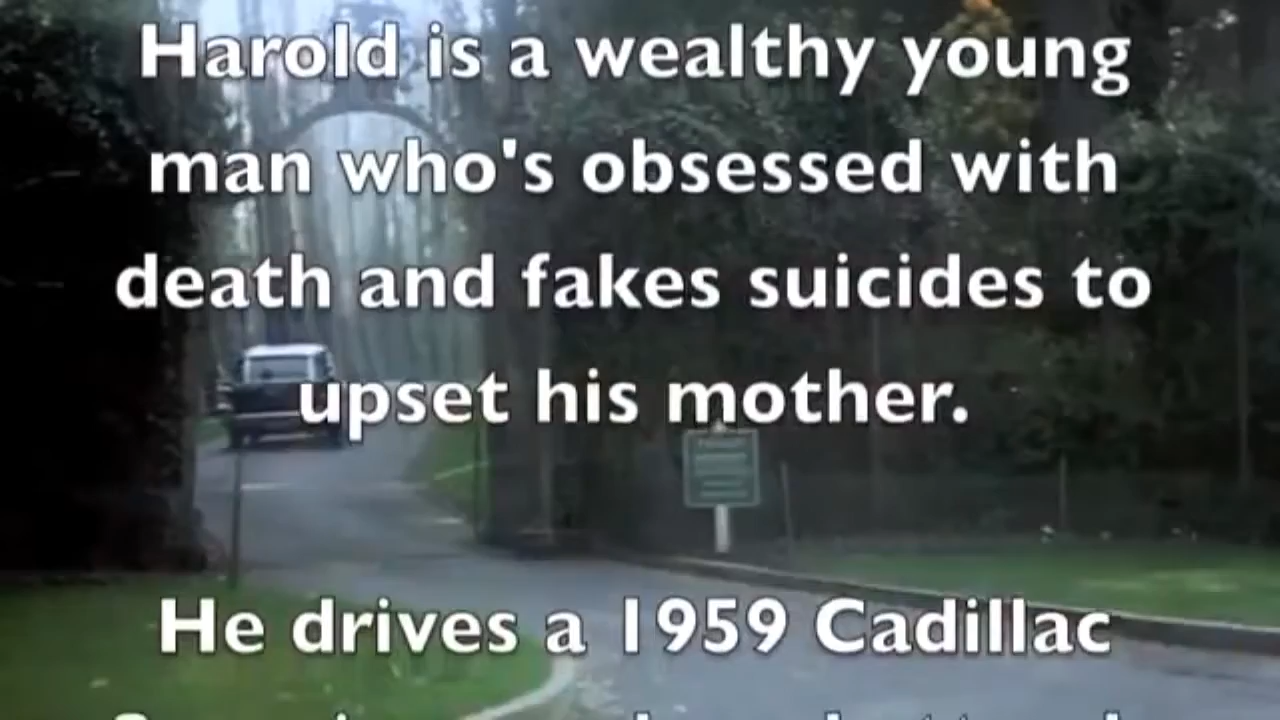 Harold is a wealthy young
man who's obsessed with
death and fakes suicides to
upset his mother.
He drives a 1959 Cadillac